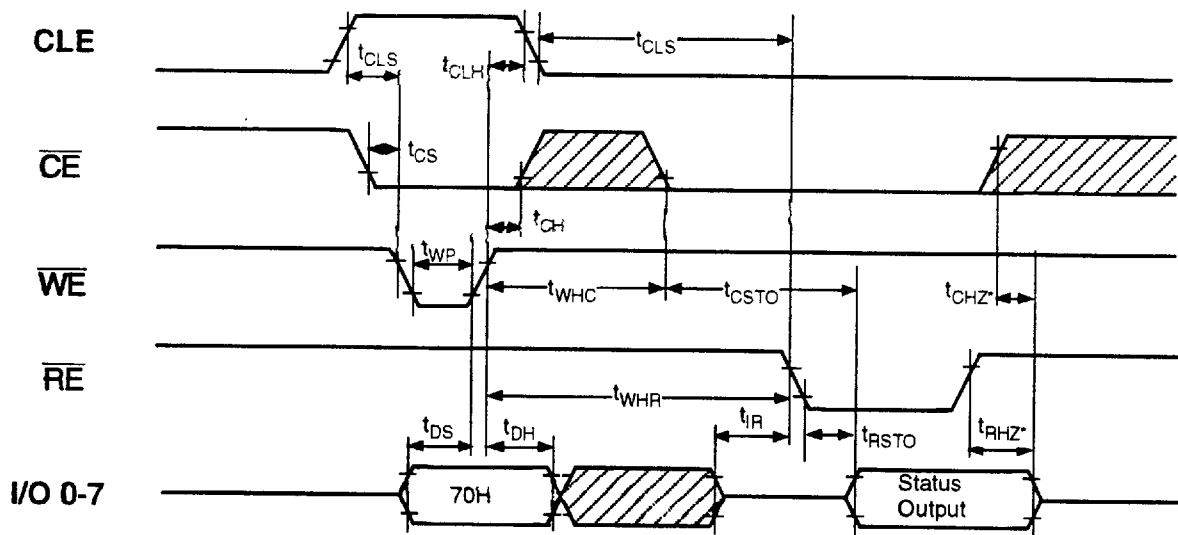 CLE
tCLS
tCLH
tCLS
CE
tCS
tCH
WE
tWP
tWHC
tCSTO
tCHZ*
RE
tWHR
tDS
tDH
tIR
tRSTO
tRHZ*
I/O 0-7
70H
Status
Output